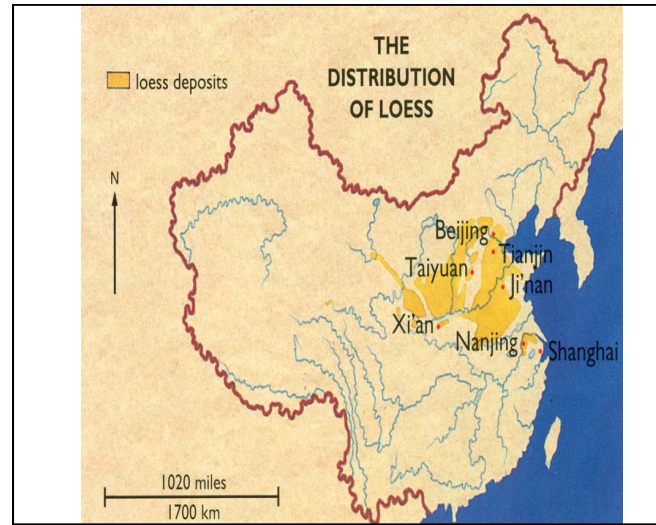 THE
DISTRIBUTION
OF LOESS
loess deposits
N
Beijing
Tianjin
Taiyuan
Ji'nan
Xi'an
Nanjing
Shanghai
1020 miles
1700 km